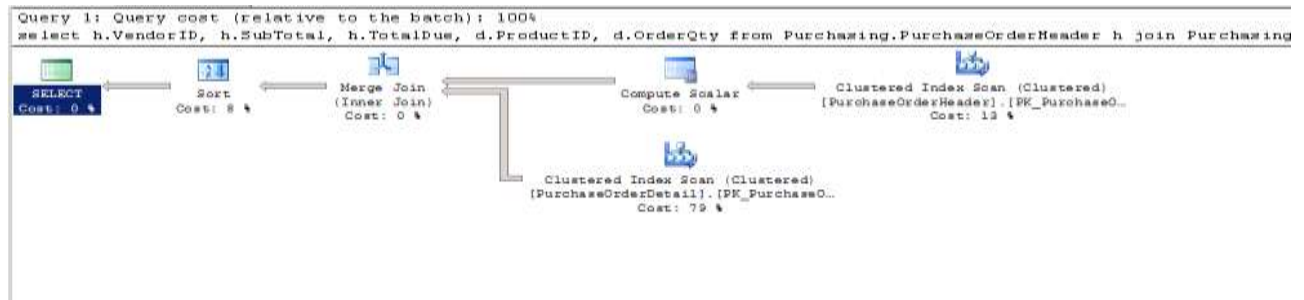 Query 1: Query cost (relative to the batch): 100%
select h.VendorID, h.SubTotal, h.TotalDue, d.ProductID, d.OrderQty from Purchasing.PurchaseOrderHeader h join Purchasing
SELECT
Cost: 0 %
Sort
Cost: 8 %
Merge Join
(Inner Join)
Cost: 0 %
Compute Scalar
Cost: 0 %
Clustered Index Scan (Clustered)
[PurchaseOrderHeader].[PK_PurchaseO…
Cost: 13 %
Clustered Index Scan (Clustered)
[PurchaseOrderDetail].[PK_PurchaseO…
Cost: 79 %